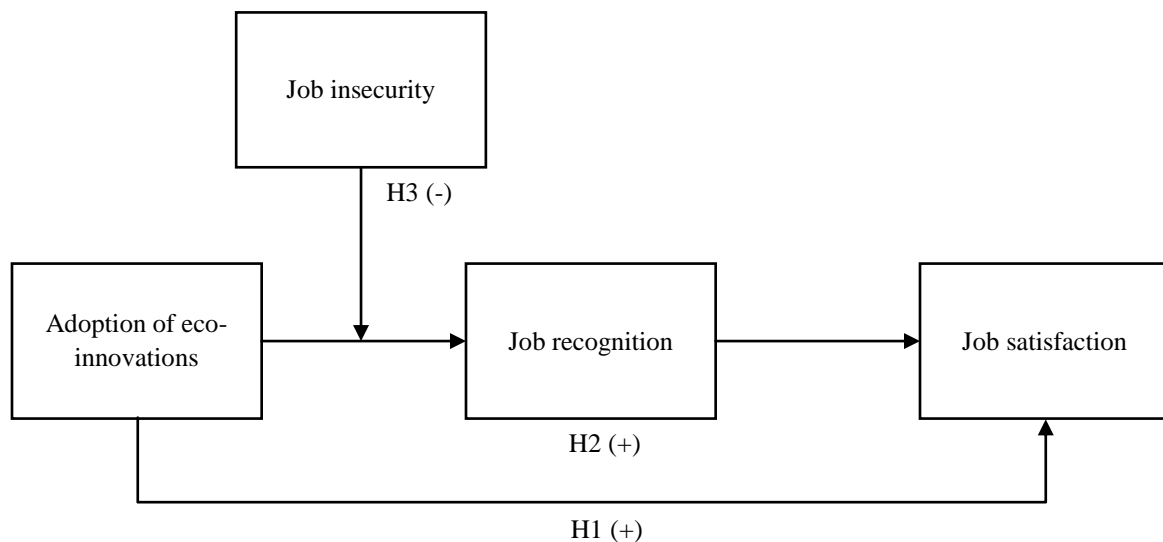 Job insecurity
H3 (-)
Adoption of eco-
innovations
Job recognition
Job satisfaction
H2 (+)
H1 (+)